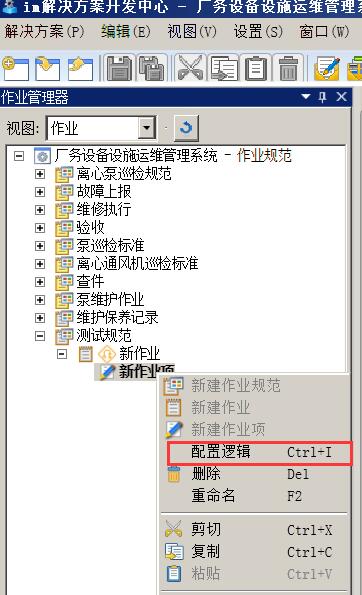 im解决方案开发中心 - 厂务设备设施运维管理系
解决方案(P) 编辑(E) 视图(V) 设置(S) 窗口(W)
作业管理器
视图: 作业
厂务设备设施运维管理系统 - 作业规范
离心泵巡检规范
故障上报
维修执行
验收
泵巡检标准
离心通风机巡检标准
查件
泵维护作业
维护保养记录
测试规范
新作业
新作业项
新建作业规范
新建作业
新建作业项
配置逻辑 Ctrl+I
删除 Del
重命名 F2
剪切 Ctrl+X
复制 Ctrl+C
粘贴 Ctrl+V